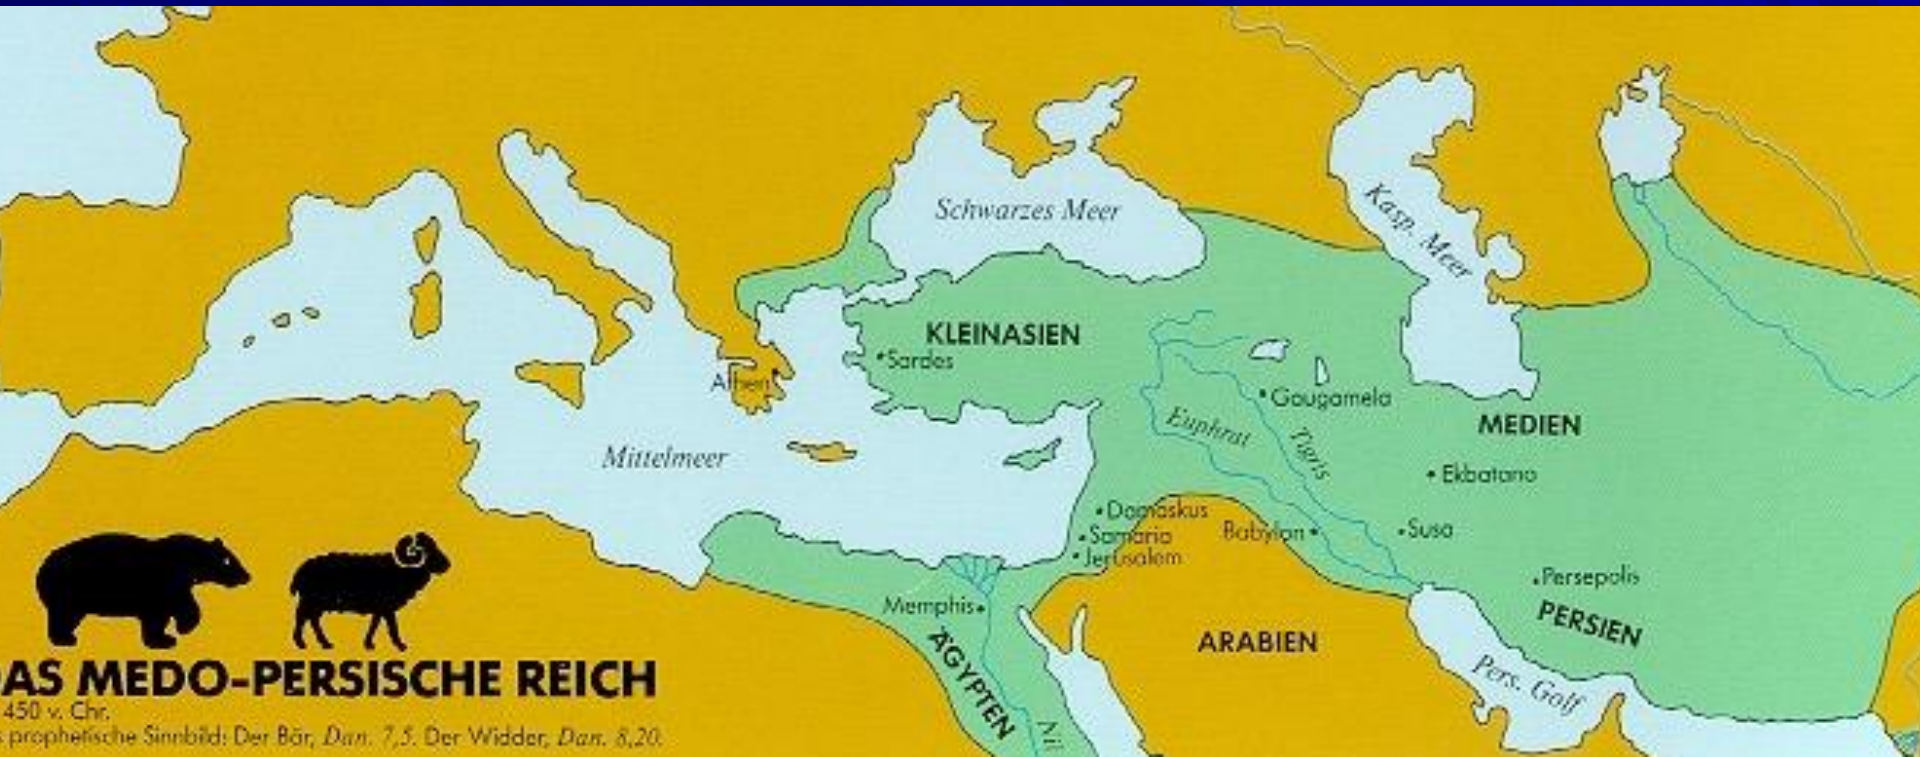 Schwarzes Meer
Kasp. Meer
KLEINASIEN
Sardes
Athen
Gaugamela
Euphrat
Tigris
MEDIEN
Mittelmeer
Ekbatana
Damaskus
Samaria
Babylon
Susa
Jerusalem
Persepolis
Memphis
PERSIEN
ÄGYPTEN
ARABIEN
Pers. Golf
Nil
DAS MEDO-PERSISCHE REICH
450 v. Chr.
prophetische Sinnbild: Der Bär, Dan. 7,5. Der Widder, Dan. 8,20.